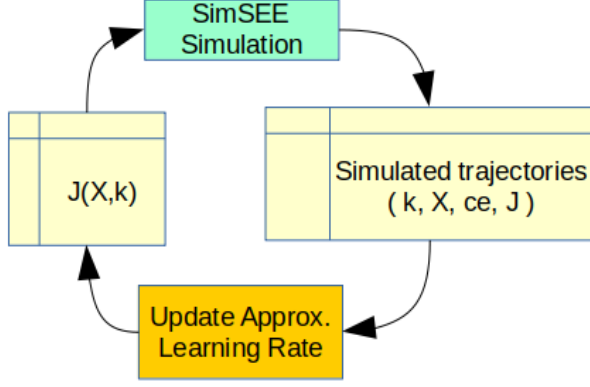 SimSEE
Simulation
J(X,k)
Simulated trajectories
( k, X, ce, J )
Update Approx.
Learning Rate